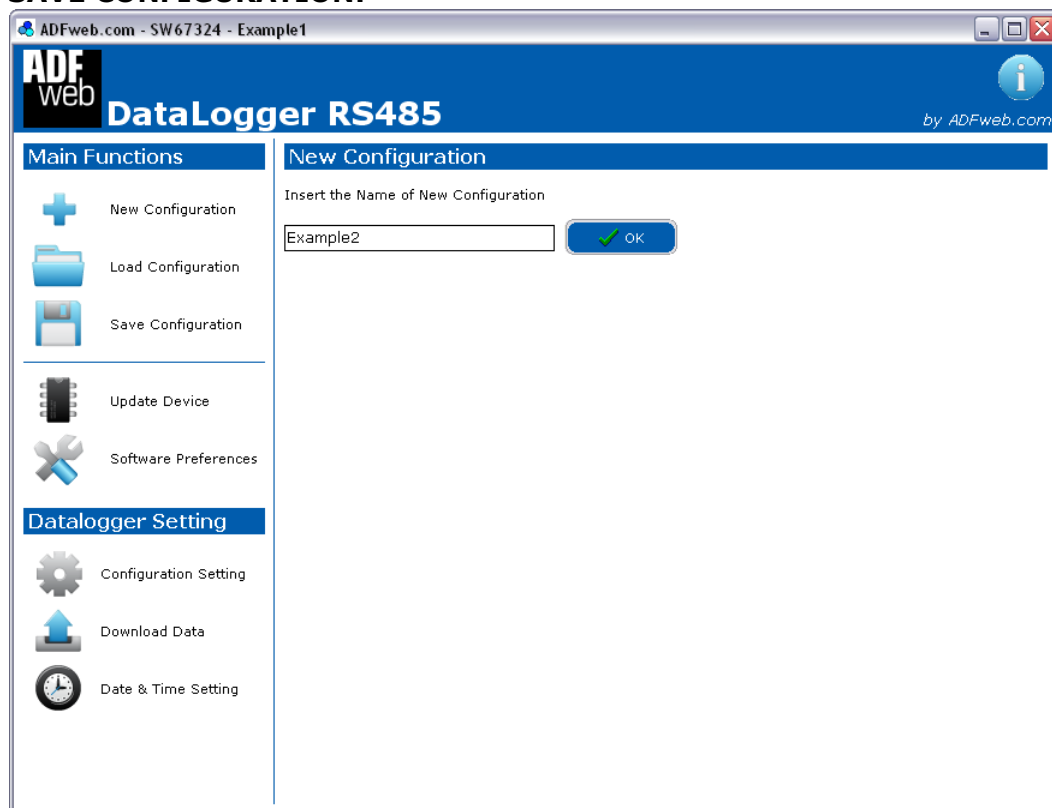 SAVE CONFIGURATION:
ADFweb.com - SW67324 - Example1
ADF
web
DataLogger RS485
i
by ADFweb.com
Main Functions
New Configuration
Load Configuration
Save Configuration
Update Device
Software Preferences
Datalogger Setting
Configuration Setting
Download Data
Date & Time Setting
New Configuration
Insert the Name of New Configuration
Example2
OK